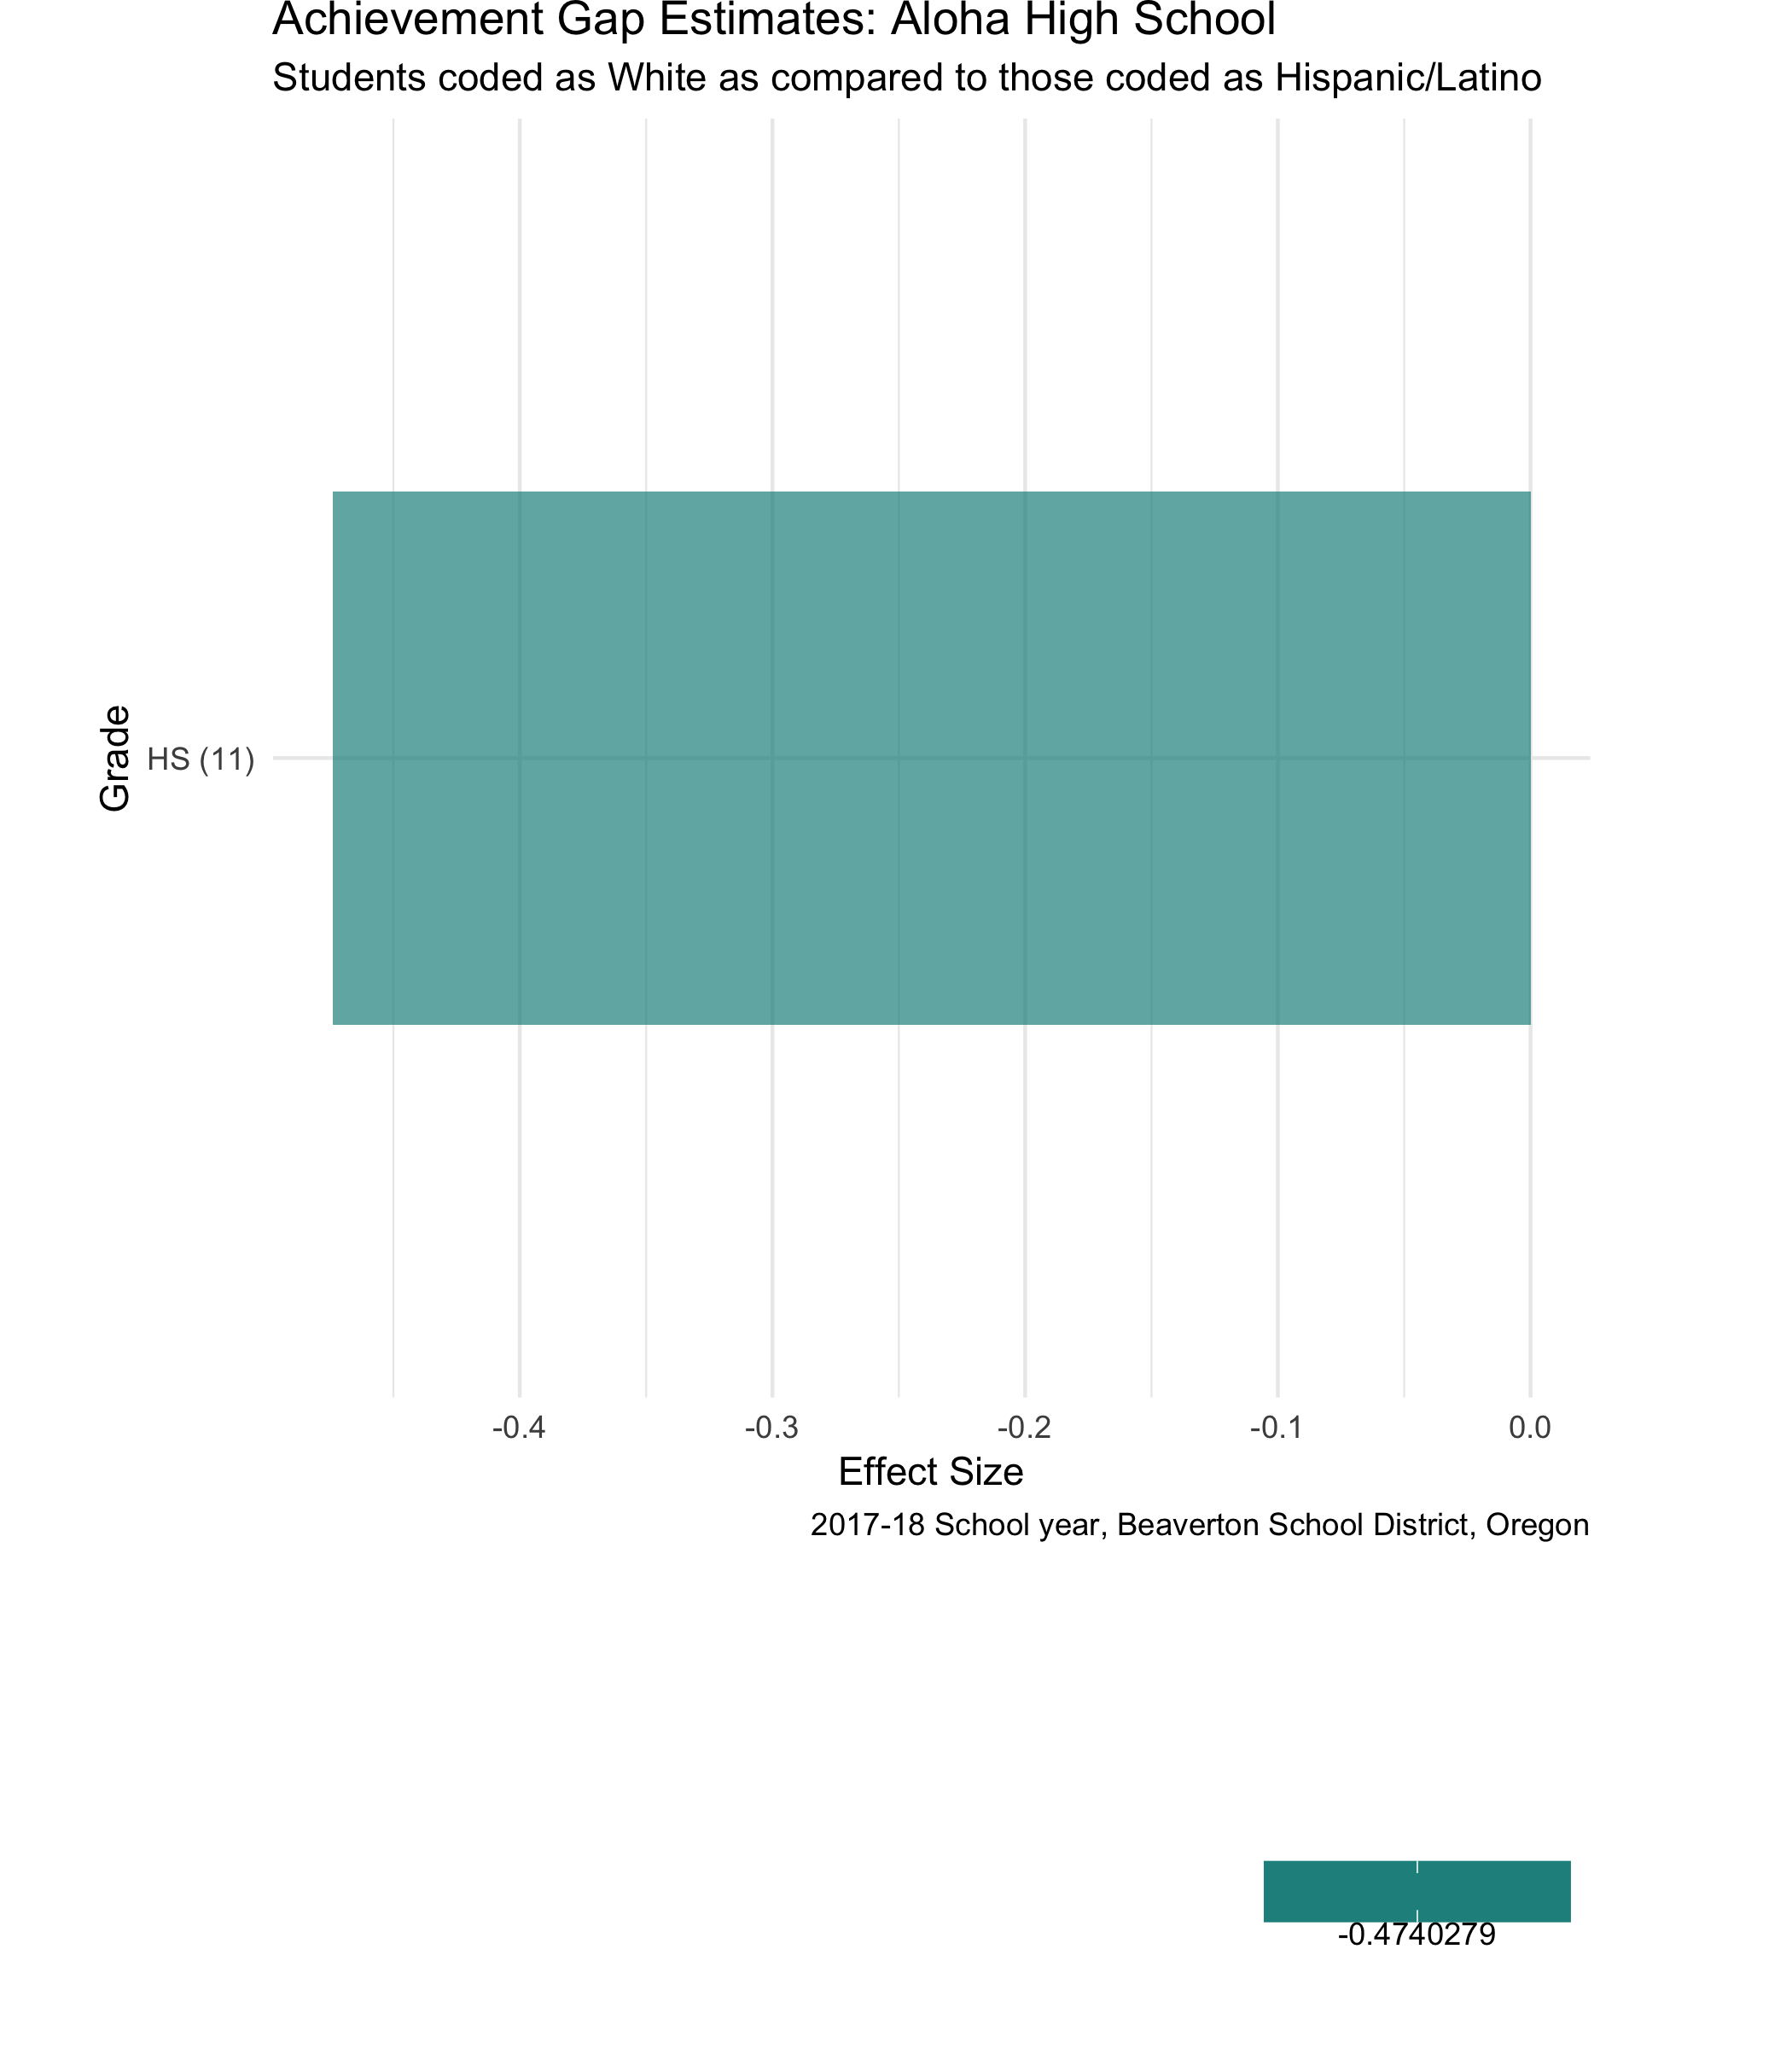 Achievement Gap Estimates: Aloha High School
Students coded as White as compared to those coded as Hispanic/Latino
Grade
HS (11)
-0.4
-0.3
-0.2
-0.1
0.0
Effect Size
2017-18 School year, Beaverton School District, Oregon
-0.4740279